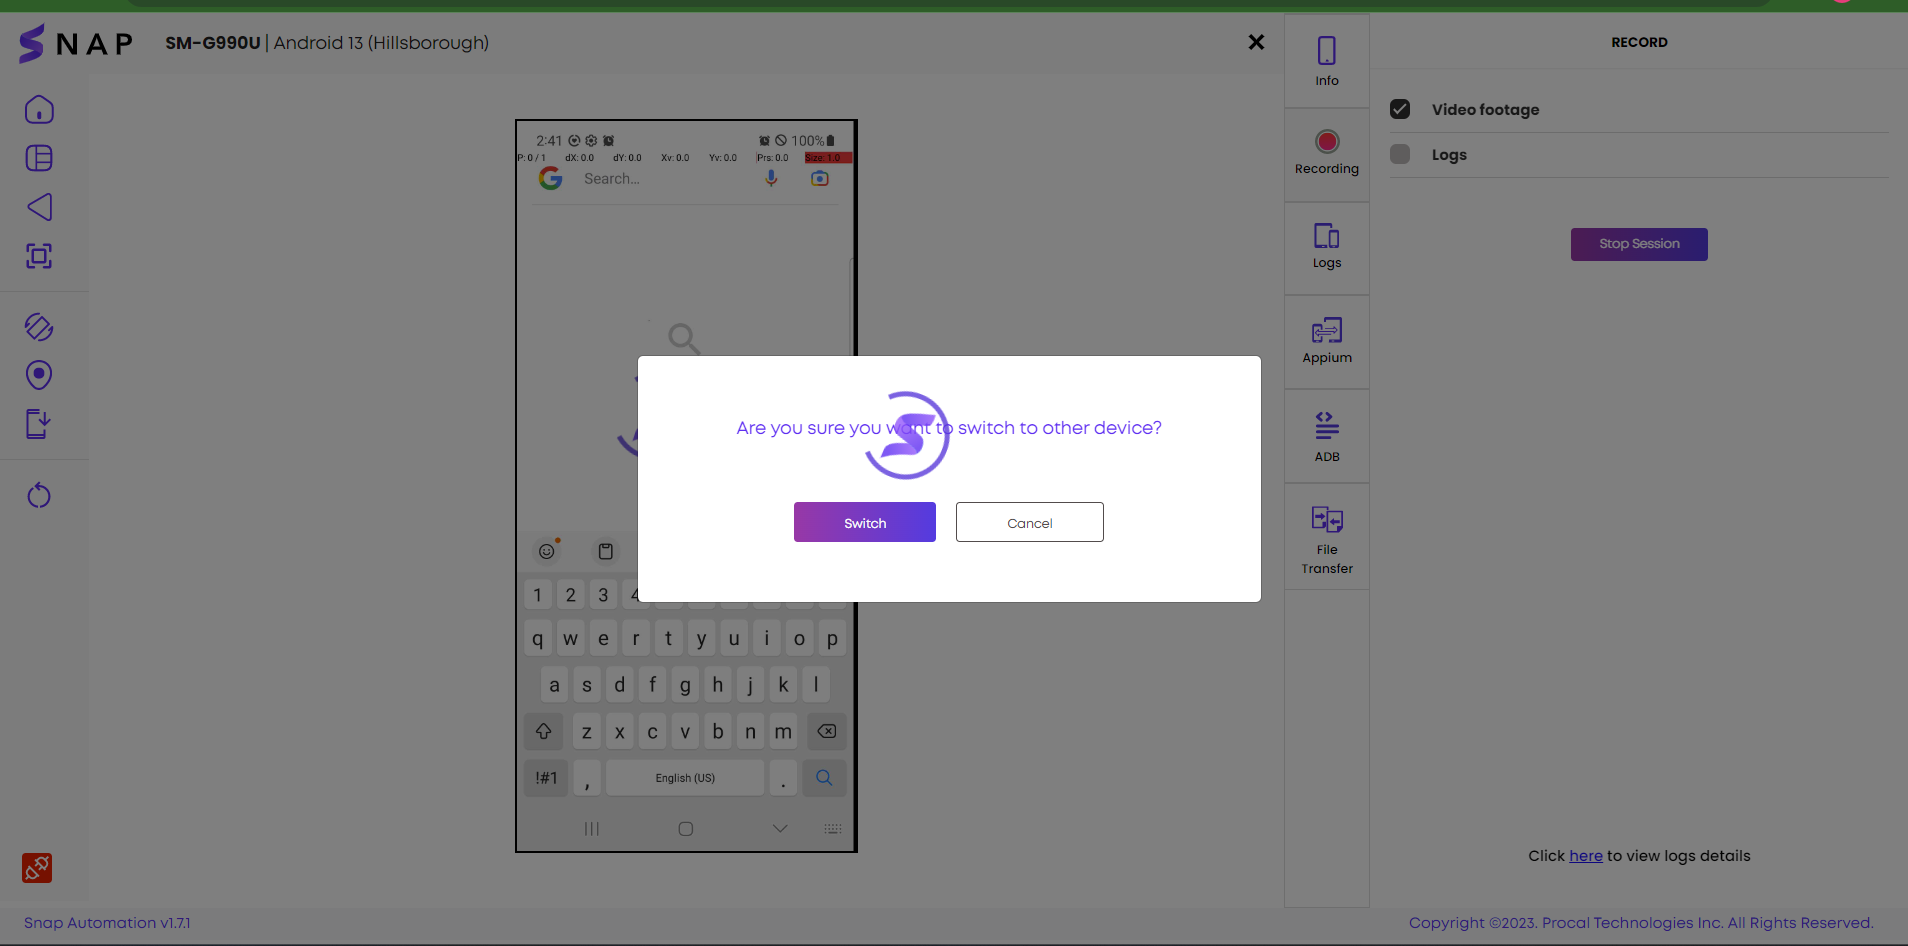 NAP
SM-G990U | Android 13 (Hillsborough)
Info
Recording
Logs
Appium
ADB
File
Transfer
RECORD
Video footage
Logs
Stop Session
2:41
100%
P: 0 / 1 dX: 0.0 dY: 0.0 Xv: 0.0 Yv: 0.0 Prs: 0.0 Size: 1.0
Search...
Are you sure you want to switch to other device?
Switch
Cancel
1 2 3 4
q w e r t y u i o p
a s d f g h j k l
z x c v b n m
!#1 , English (US) .
Click here to view logs details
Snap Automation v1.7.1
Copyright ©2023. Procal Technologies Inc. All Rights Reserved.